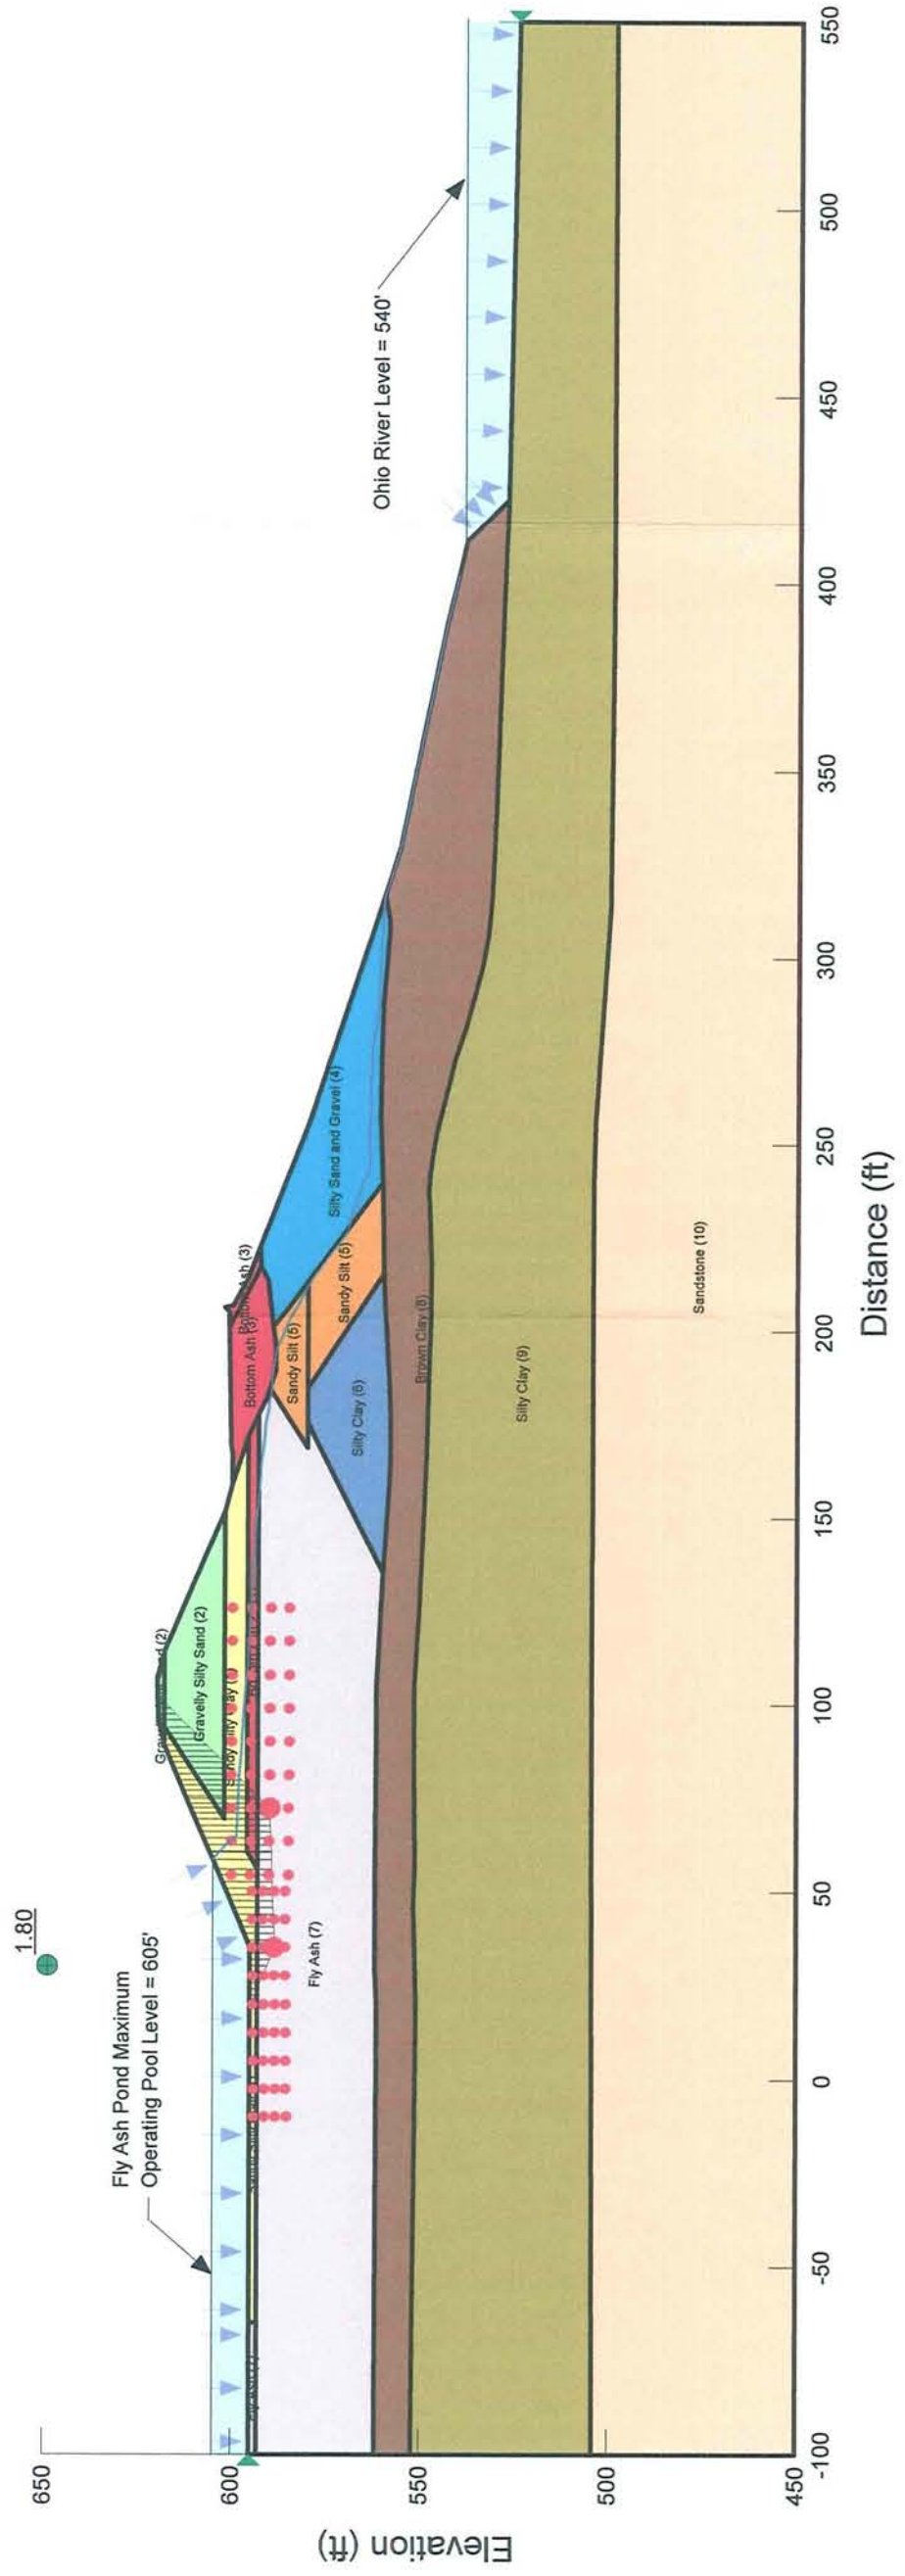 1.80
Fly Ash Pond Maximum
Operating Pool Level = 605'
Ohio River Level = 540'
Gravelly Silty Sand (2)
Bottom Ash (3)
Bottom Ash (3)
Sandy Silt (5)
Sandy Silt (5)
Silty Sand and Gravel (4)
Silty Clay (6)
Fly Ash (7)
Brown Clay (8)
Silty Clay (9)
Sandstone (10)
Elevation (ft)
650
600
550
500
450
-100
-50
0
50
100
150
200
250
300
350
400
450
500
550
Distance (ft)